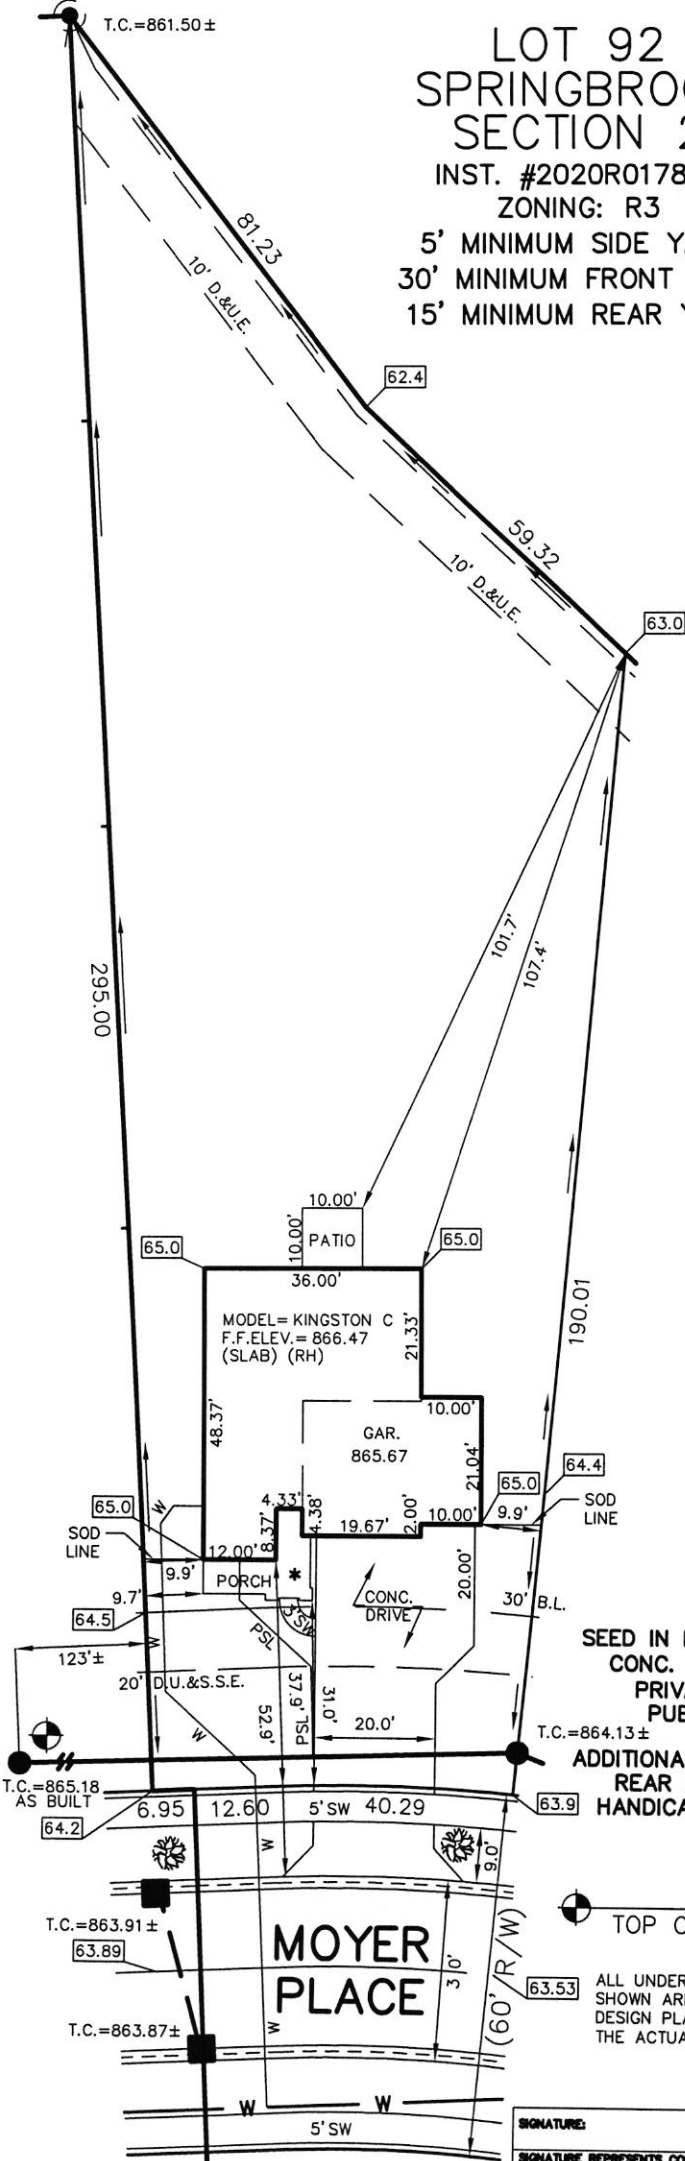 T.C.=861.50±
LOT 92
SPRINGBROO
SECTION 2
INST. #2020R0178
ZONING: R3
5' MINIMUM SIDE Y
30' MINIMUM FRONT
15' MINIMUM REAR Y
81.23
10' D.&U.E.
62.4
59.32
10' D.&U.E.
63.0
101.7'
107.4'
295.00
190.01
10.00'
10.00'
PATIO
65.0
65.0
36.00'
MODEL= KINGSTON C
F.F.ELEV.= 866.47
(SLAB) (RH)
21.33'
48.37'
10.00'
GAR.
865.67
21.04'
64.4
65.0
65.0
4.33'
4.38'
8.37'
19.67'
2.00'
10.00'
9.9'
SOD
LINE
W
SOD
LINE
12.00'
9.9'
PORCH
*
9.7'
3'SW
CONC.
DRIVE
20.00'
30' B.L.
64.5
PSL
W
123'±
20' D.U.&S.S.E.
SEED IN
CONC.
PRIV
PUB
52.9'
37.9'
PSL
31.0'
20.0'
W
T.C.=864.13±
T.C.=865.18
AS BUILT
ADDITIONA
REAR
HANDICA
6.95
12.60
5'SW
40.29
63.9
64.2
W
9.0'
T.C.=863.91±
63.89
MOYER
PLACE
30'
(60' R/W)
TOP
63.53
ALL UNDER
SHOWN AR
DESIGN PLA
THE ACTUA
T.C.=863.87±
W
W
W
5'SW
SIGNATURE:
SIGNATURE REPRESENTS CO